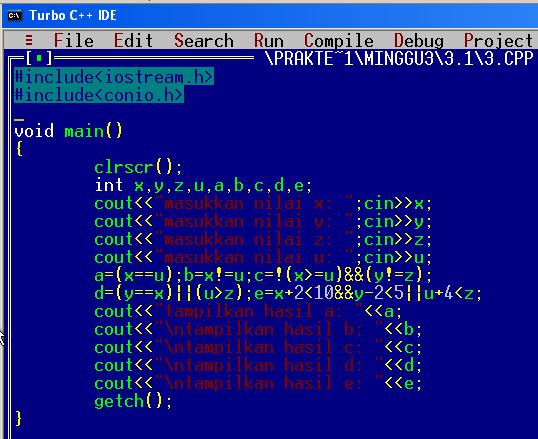 Turbo C++ IDE
≡ File Edit Search Run Compile Debug Project
[■] \PRAKTE~1\MINGGU3\3.1\3.CPP
#include<iostream.h>
#include<conio.h>
void main()
{
clrscr();
int x,y,z,u,a,b,c,d,e;
cout<<"masukkan nilai x: ";cin>>x;
cout<<"masukkan nilai y: ";cin>>y;
cout<<"masukkan nilai z: ";cin>>z;
cout<<"masukkan nilai u: ";cin>>u;
a=(x==u);b=x!=u;c=!(x>=u)&&(y!=z);
d=(y==x)||(u>z);e=x+2<10&&y-2<5||u+4<z;
cout<<"tampilkan hasil a: "<<a;
cout<<"\ntampilkan hasil b: "<<b;
cout<<"\ntampilkan hasil c: "<<c;
cout<<"\ntampilkan hasil d: "<<d;
cout<<"\ntampilkan hasil e: "<<e;
getch();
}